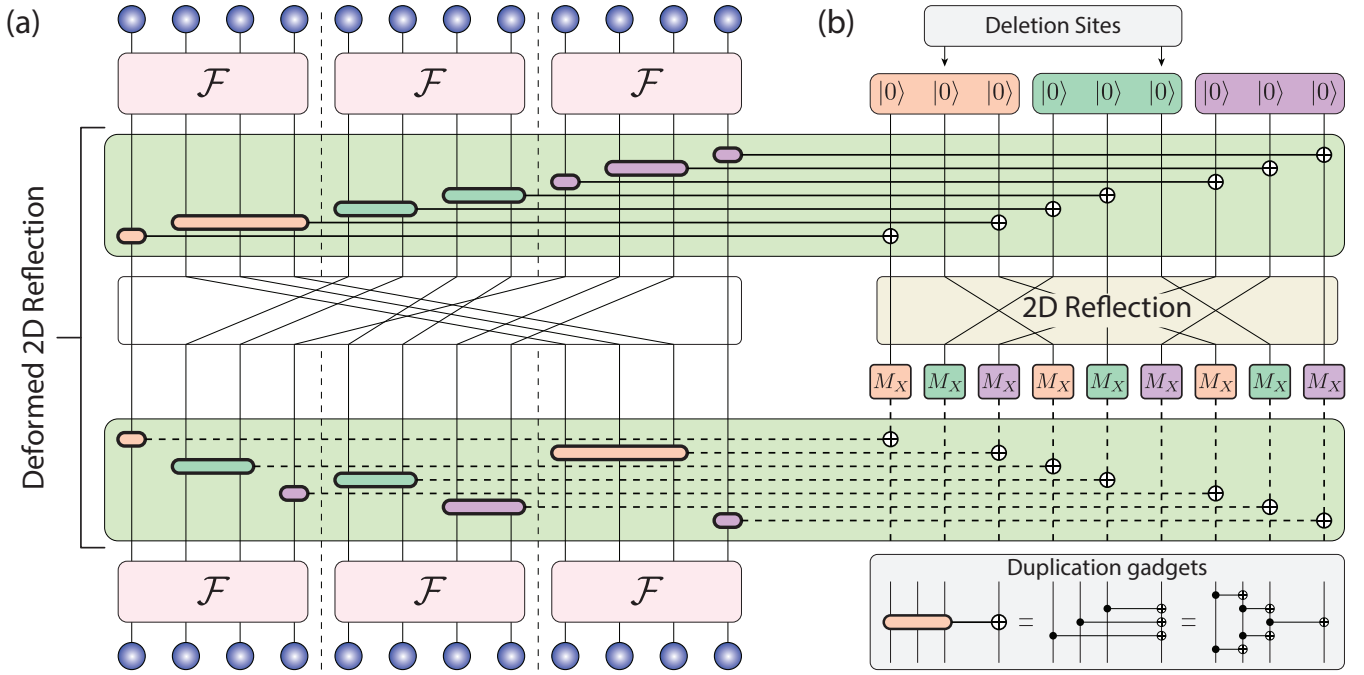 (a)
(b)
Deletion Sites
ℱ ℱ ℱ
|0⟩ |0⟩ |0⟩ |0⟩ |0⟩ |0⟩ |0⟩ |0⟩ |0⟩
Deformed 2D Reflection
2D Reflection
M_X M_X M_X M_X M_X M_X M_X M_X M_X
ℱ ℱ ℱ
Duplication gadgets
= =